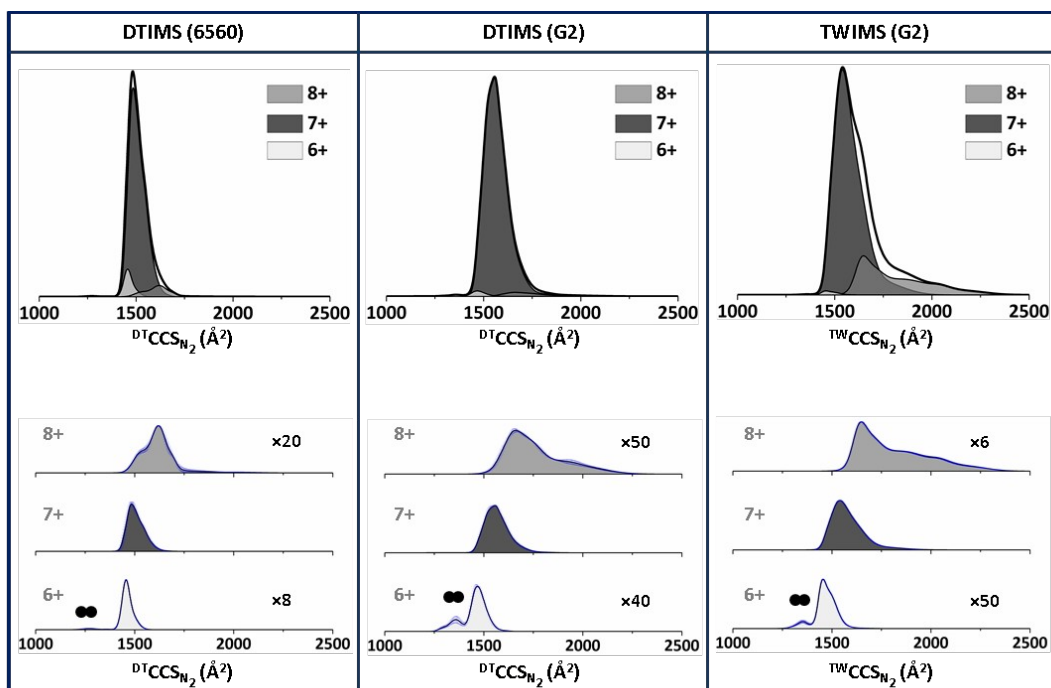 DTIMS (6560)
DTIMS (G2)
TWIMS (G2)
8+
7+
6+
8+
7+
6+
8+
7+
6+
1000 1500 2000 2500
1000 1500 2000 2500
1000 1500 2000 2500
DTCCSN2 (Å2)
DTCCSN2 (Å2)
TWCCSN2 (Å2)
8+ ×20
7+
6+ ×8
1000 1500 2000 2500
DTCCSN2 (Å2)
8+ ×50
7+
6+ ×40
1000 1500 2000 2500
DTCCSN2 (Å2)
8+ ×6
7+
6+ ×50
1000 1500 2000 2500
TWCCSN2 (Å2)